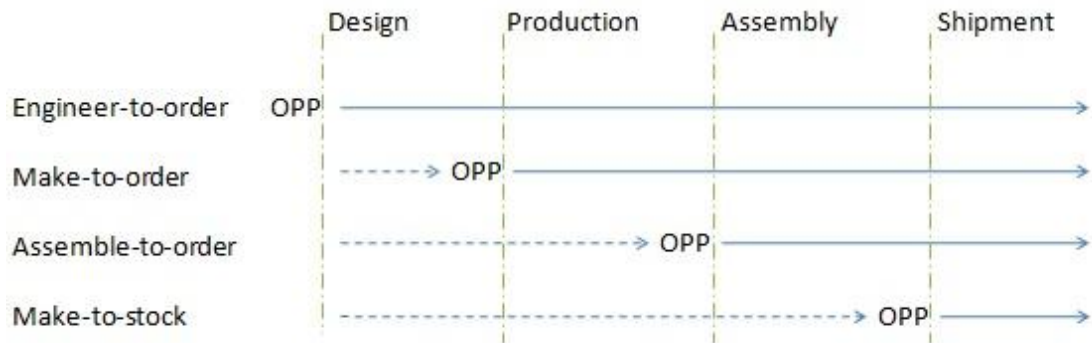 Design Production Assembly Shipment
Engineer-to-order OPP
Make-to-order OPP
Assemble-to-order OPP
Make-to-stock OPP